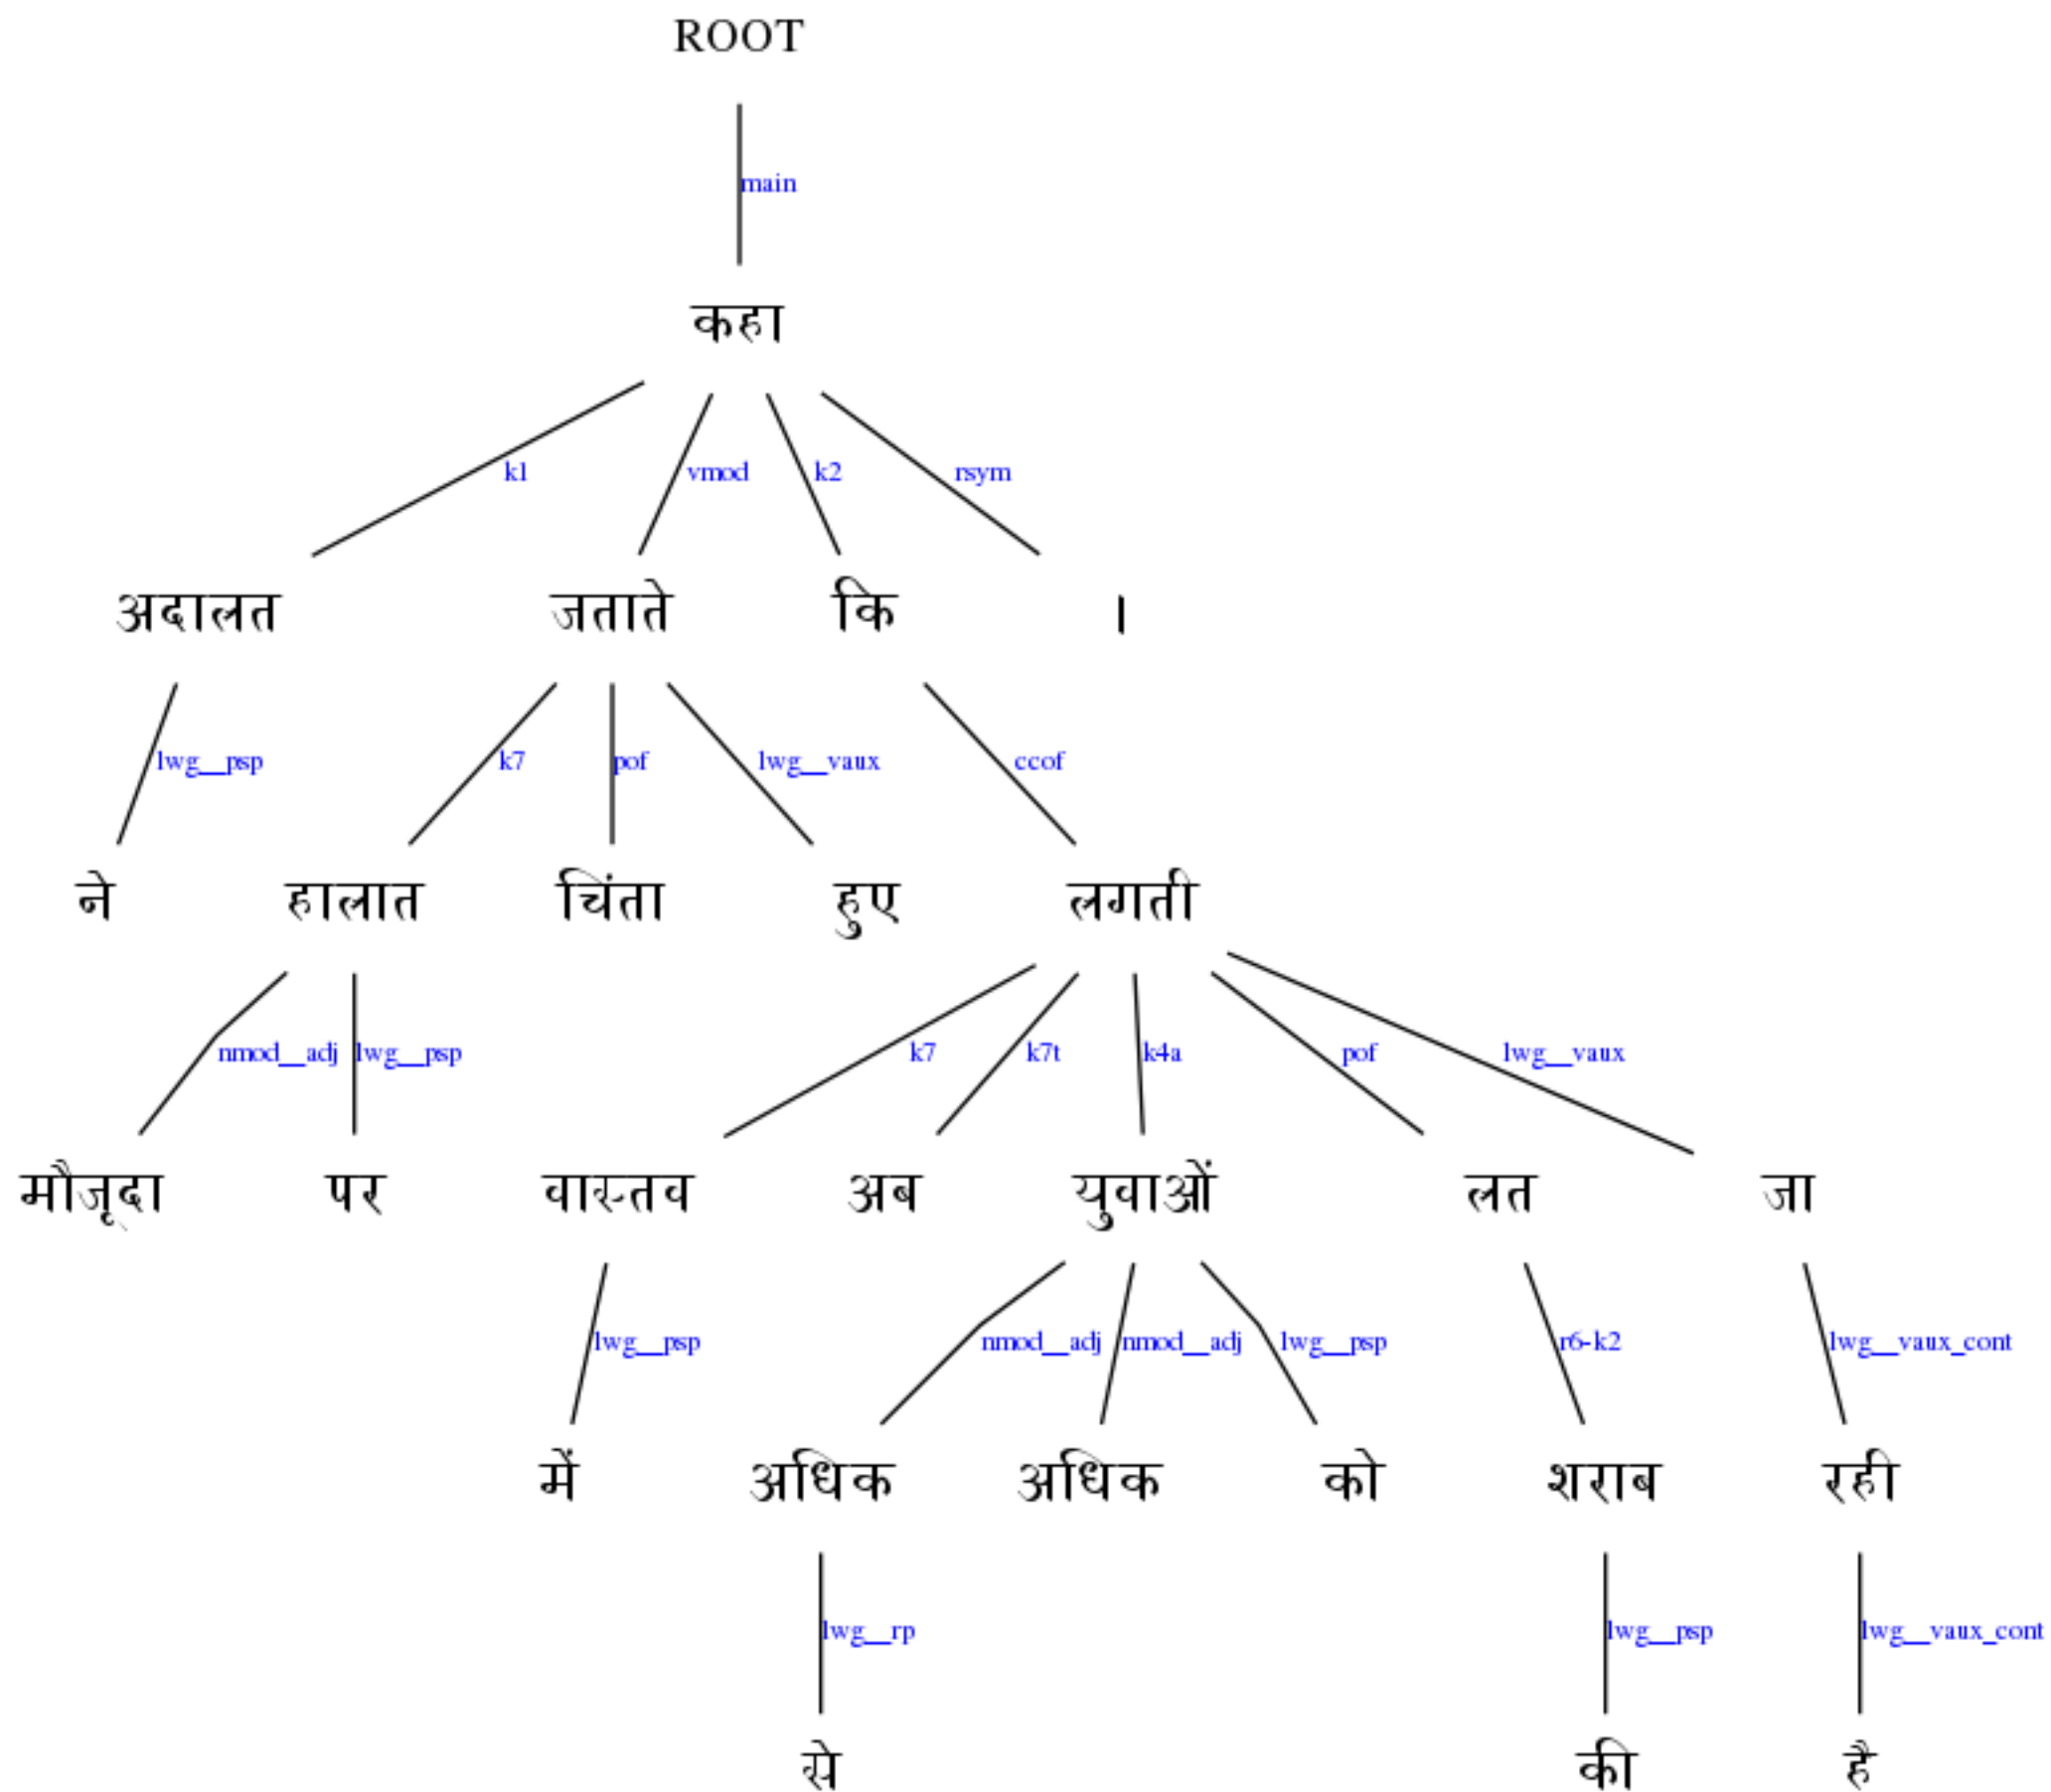 ROOT
main
कहा
k1 vmod k2 rsym
अदालत जताते कि ।
lwg__psp k7 pof lwg__vaux ccof
ने हालात चिंता हुए लगती
nmod__adj lwg__psp k7 k7t k4a pof lwg__vaux
मौजूदा पर वास्तव अब युवाओं लत जा
lwg__psp nmod__adj nmod__adj lwg__psp r6-k2 lwg__vaux_cont
में अधिक अधिक को शराब रही
lwg__rp lwg__psp lwg__vaux_cont
से की है